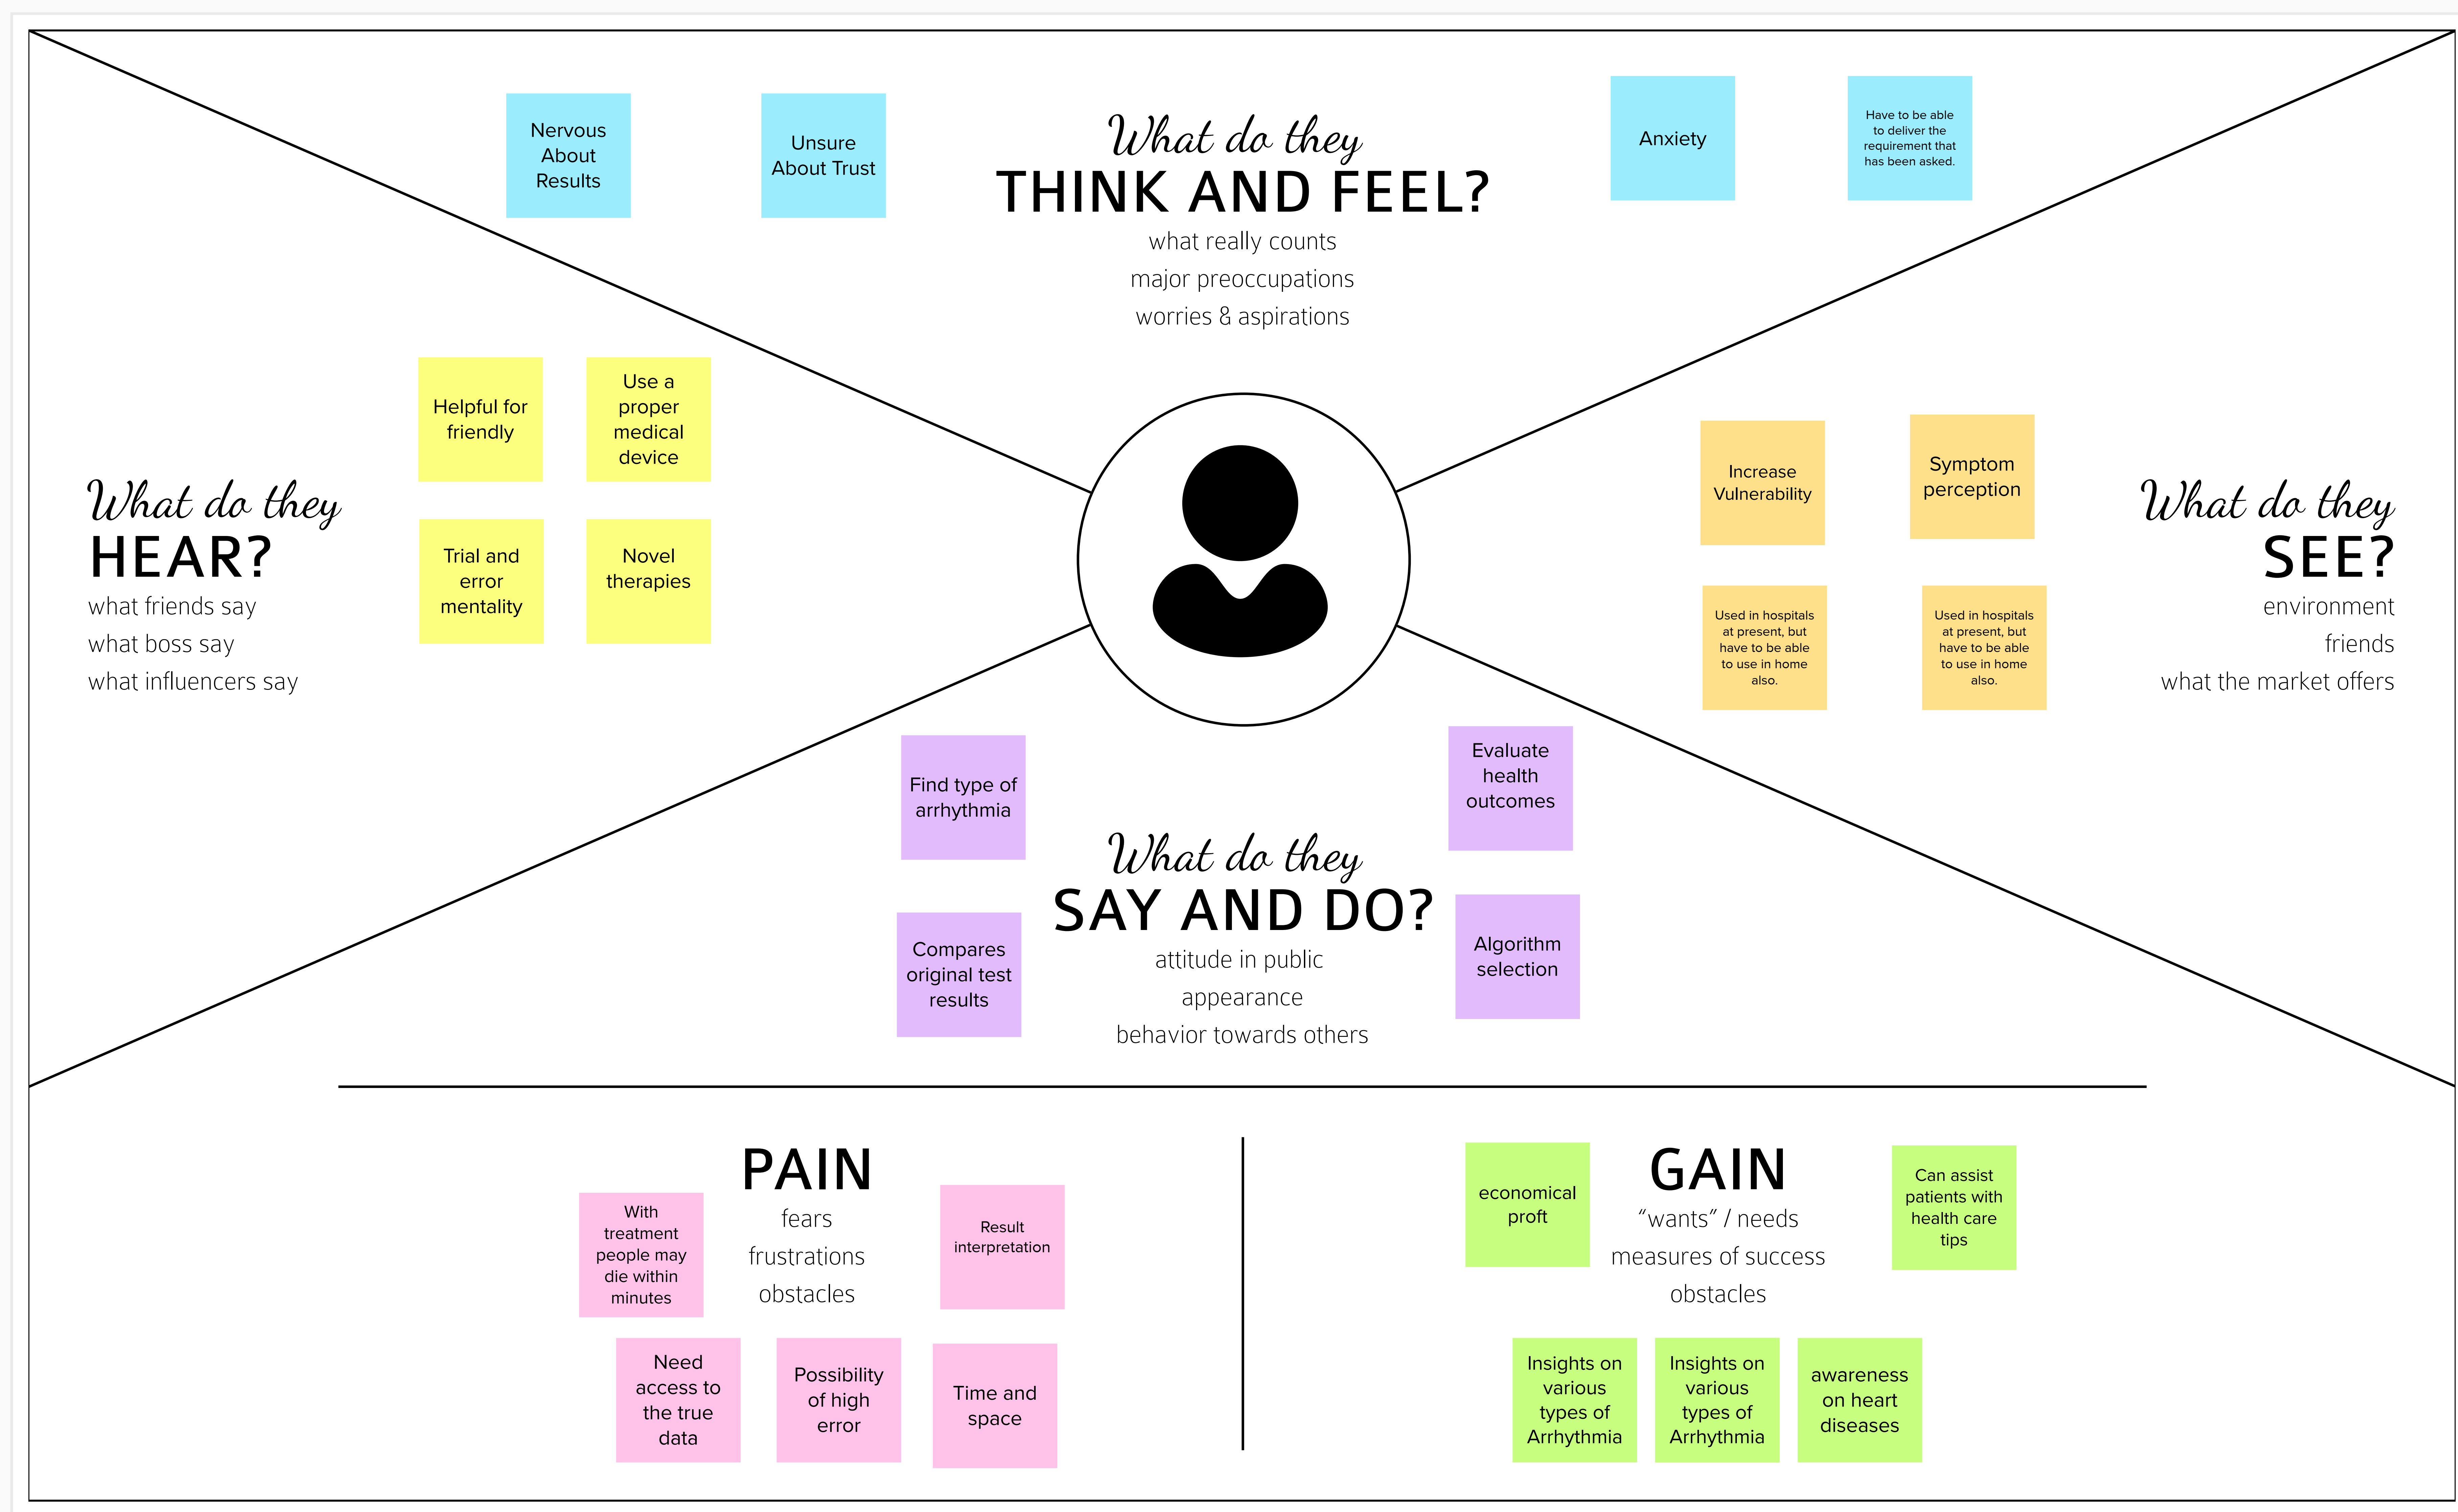 Nervous
About
Results
Unsure
About Trust
What do they
THINK AND FEEL?
what really counts
major preoccupations
worries & aspirations
Anxiety
Have to be able
to deliver the
requirement that
has been asked.
What do they
HEAR?
what friends say
what boss say
what influencers say
Helpful for
friendly
Use a
proper
medical
device
Trial and
error
mentality
Novel
therapies
Increase
Vulnerability
Symptom
perception
Used in hospitals
at present, but
have to be able
to use in home
also.
Used in hospitals
at present, but
have to be able
to use in home
also.
What do they
SEE?
environment
friends
what the market offers
Find type of
arrhythmia
Compares
original test
results
What do they
SAY AND DO?
attitude in public
appearance
behavior towards others
Evaluate
health
outcomes
Algorithm
selection
PAIN
fears
frustrations
obstacles
With
treatment
people may
die within
minutes
Result
interpretation
Need
access to
the true
data
Possibility
of high
error
Time and
space
GAIN
“wants” / needs
measures of success
obstacles
economical
proft
Can assist
patients with
health care
tips
Insights on
various
types of
Arrhythmia
Insights on
various
types of
Arrhythmia
awareness
on heart
diseases